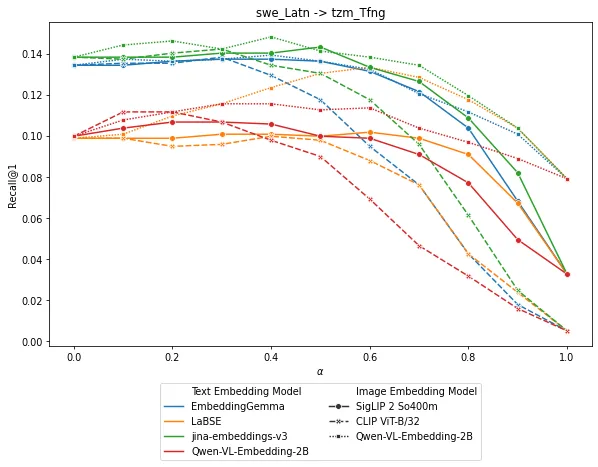 swe_Latn -> tzm_Tfng
Recall@1
0.14
0.12
0.10
0.08
0.06
0.04
0.02
0.00
0.0 0.2 0.4 0.6 0.8 1.0
α
Text Embedding Model
EmbeddingGemma
LaBSE
jina-embeddings-v3
Qwen-VL-Embedding-2B
Image Embedding Model
SigLIP 2 So400m
CLIP ViT-B/32
Qwen-VL-Embedding-2B